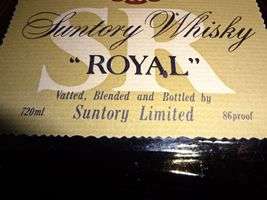 SR
Suntory Whisky
"ROYAL"
Vatted, Blended and Bottled by
720ml Suntory Limited 86proof